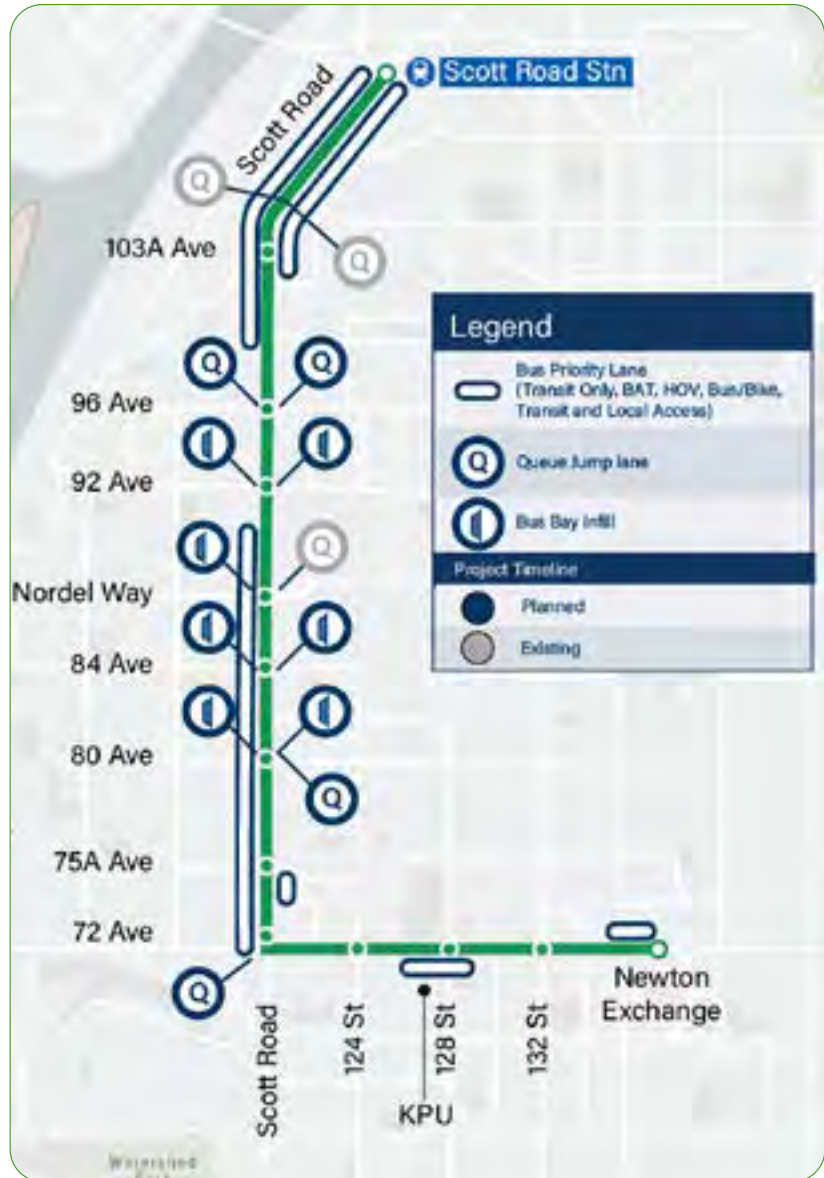 Scott Road Stn
Scott Road
Q
Q
103A Ave
Q
Q
96 Ave
92 Ave
Q
Nordel Way
84 Ave
80 Ave
Q
75A Ave
72 Ave
Q
Scott Road
124 St
128 St
132 St
Newton
Exchange
KPU
Legend
Bus Priority Lane
(Transit Only, BAT, HOV, Bus/Bike,
Transit and Local Access)
Q
Queue Jump lane
Bus Bay Infill
Project Timeline
Planned
Existing
Watershed